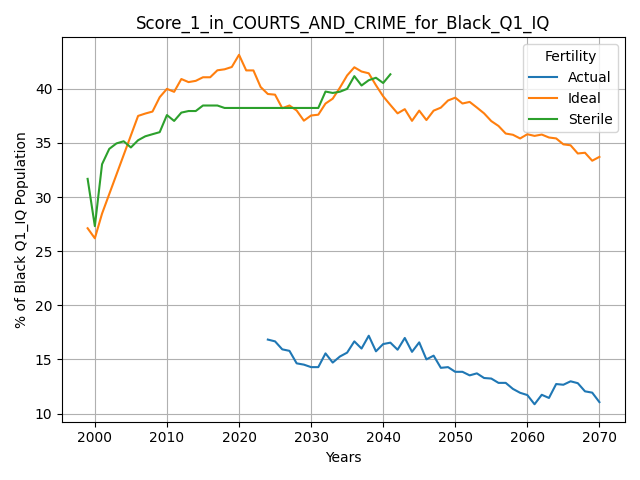 Score_1_in_COURTS_AND_CRIME_for_Black_Q1_IQ
Fertility
Actual
Ideal
Sterile
% of Black Q1_IQ Population
40
35
30
25
20
15
10
2000 2010 2020 2030 2040 2050 2060 2070
Years